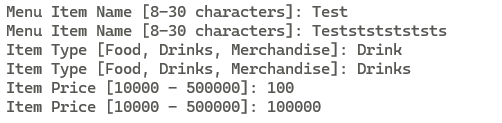 Menu Item Name [8-30 characters]: Test
Menu Item Name [8-30 characters]: Teststststststs
Item Type [Food, Drinks, Merchandise]: Drink
Item Type [Food, Drinks, Merchandise]: Drinks
Item Price [10000 - 500000]: 100
Item Price [10000 - 500000]: 100000